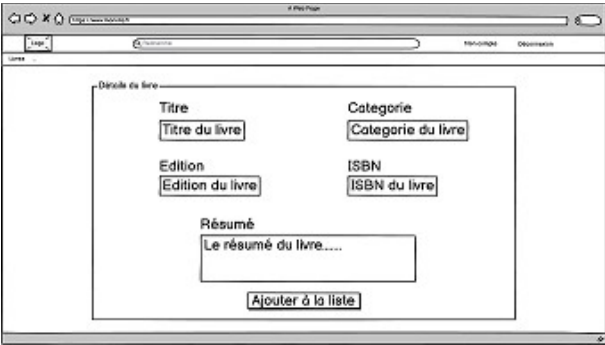 A Web Page
Logo
Recherche
Mon compte
Déconnexion
Livres
Détails du livre
Titre
Categorie
Titre du livre
Categorie du livre
Edition
ISBN
Edition du livre
ISBN du livre
Résumé
Le résumé du livre.....
Ajouter à la liste